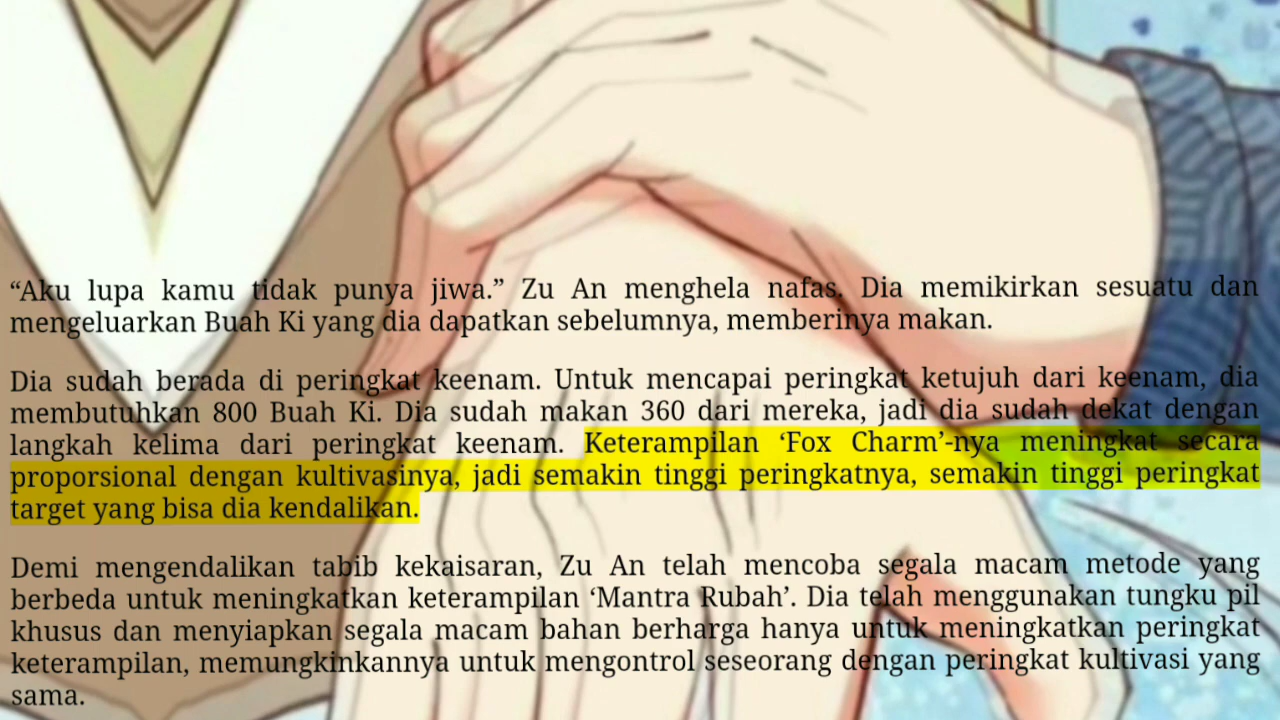 “Aku lupa kamu tidak punya jiwa.” Zu An menghela nafas. Dia memikirkan sesuatu dan
mengeluarkan Buah Ki yang dia dapatkan sebelumnya, memberinya makan.
Dia sudah berada di peringkat keenam. Untuk mencapai peringkat ketujuh dari keenam, dia
membutuhkan 800 Buah Ki. Dia sudah makan 360 dari mereka, jadi dia sudah dekat dengan
langkah kelima dari peringkat keenam. Keterampilan ‘Fox Charm’-nya meningkat secara
proporsional dengan kultivasinya, jadi semakin tinggi peringkatnya, semakin tinggi peringkat
target yang bisa dia kendalikan.
Demi mengendalikan tabib kekaisaran, Zu An telah mencoba segala macam metode yang
berbeda untuk meningkatkan keterampilan ‘Mantra Rubah’. Dia telah menggunakan tungku pil
khusus dan menyiapkan segala macam bahan berharga hanya untuk meningkatkan peringkat
keterampilan, memungkinkannya untuk mengontrol seseorang dengan peringkat kultivasi yang
sama.